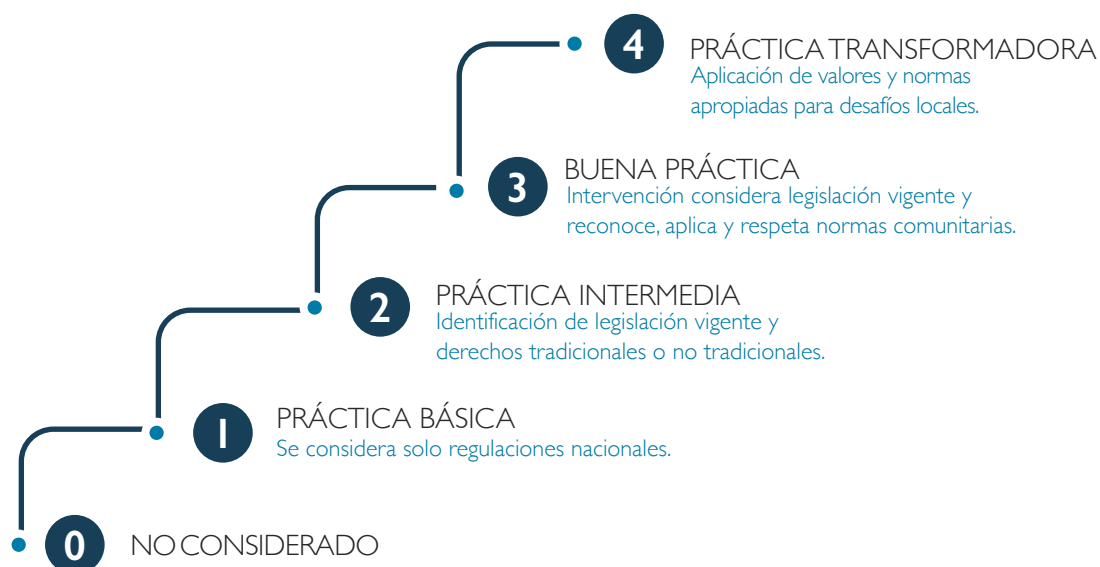 4
PRÁCTICA TRANSFORMADORA
Aplicación de valores y normas
apropiadas para desafíos locales.
3
BUENA PRÁCTICA
Intervención considera legislación vigente y
reconoce, aplica y respeta normas comunitarias.
2
PRÁCTICA INTERMEDIA
Identificación de legislación vigente y
derechos tradicionales o no tradicionales.
1
PRÁCTICA BÁSICA
Se considera solo regulaciones nacionales.
0
NO CONSIDERADO